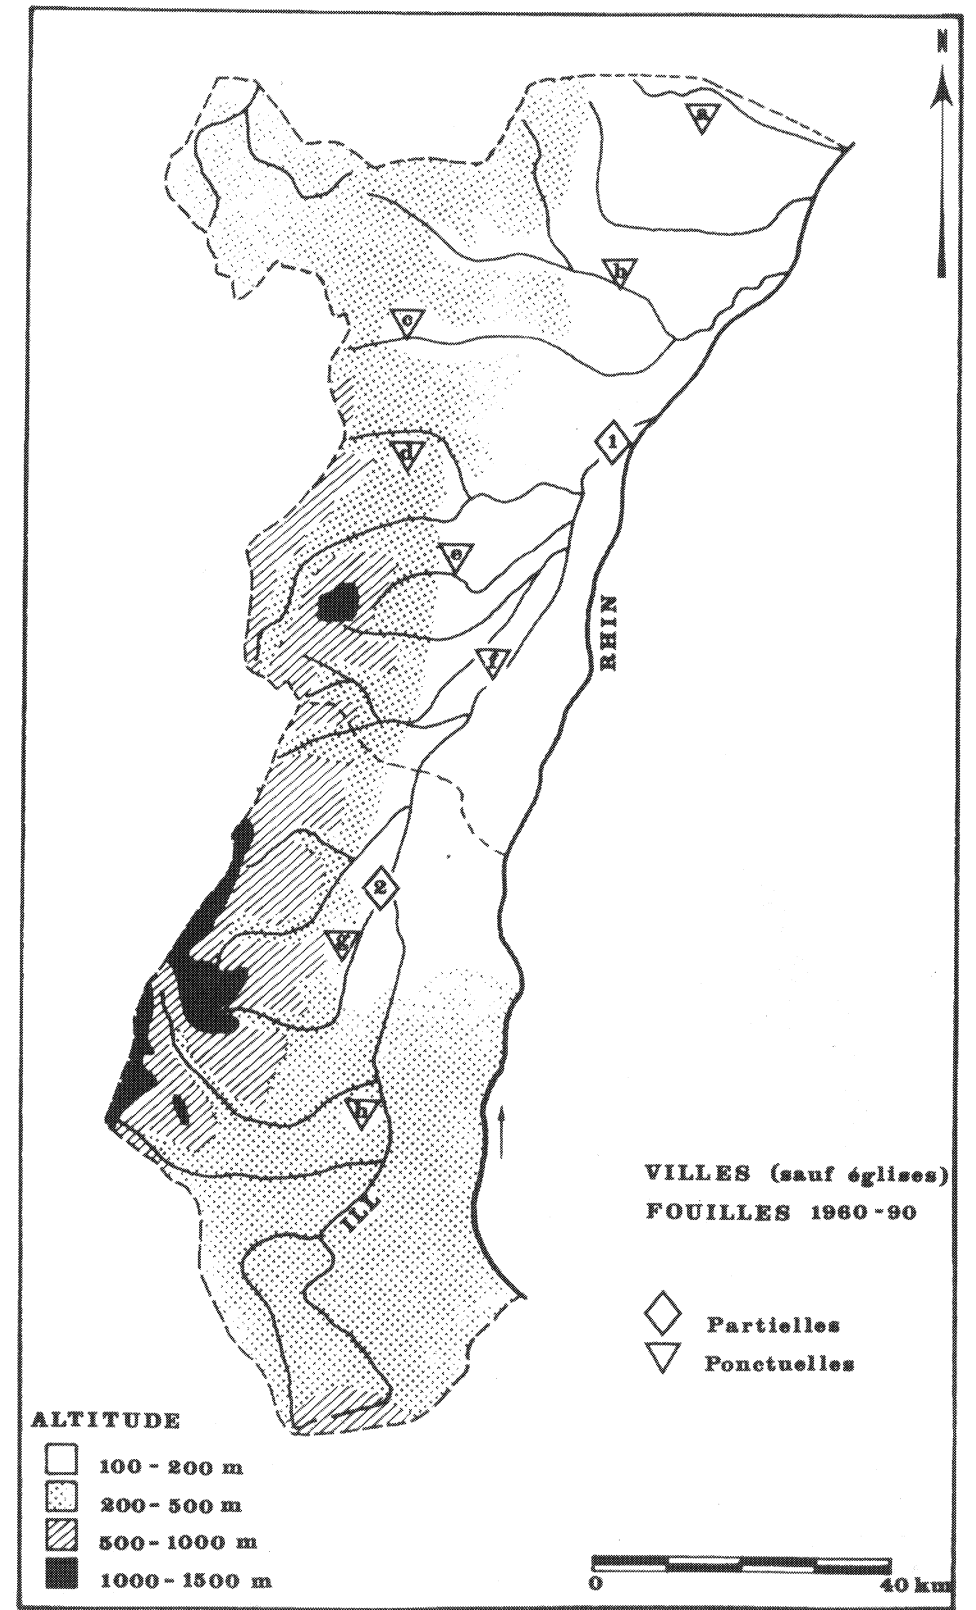 N
a
b
c
1
d
e
RHIN
f
2
g
h
ILL
VILLES (sauf églises)
FOUILLES 1960-90
Partielles
Ponctuelles
ALTITUDE
100 - 200 m
200 - 500 m
500 - 1000 m
1000 - 1500 m
0 40 km